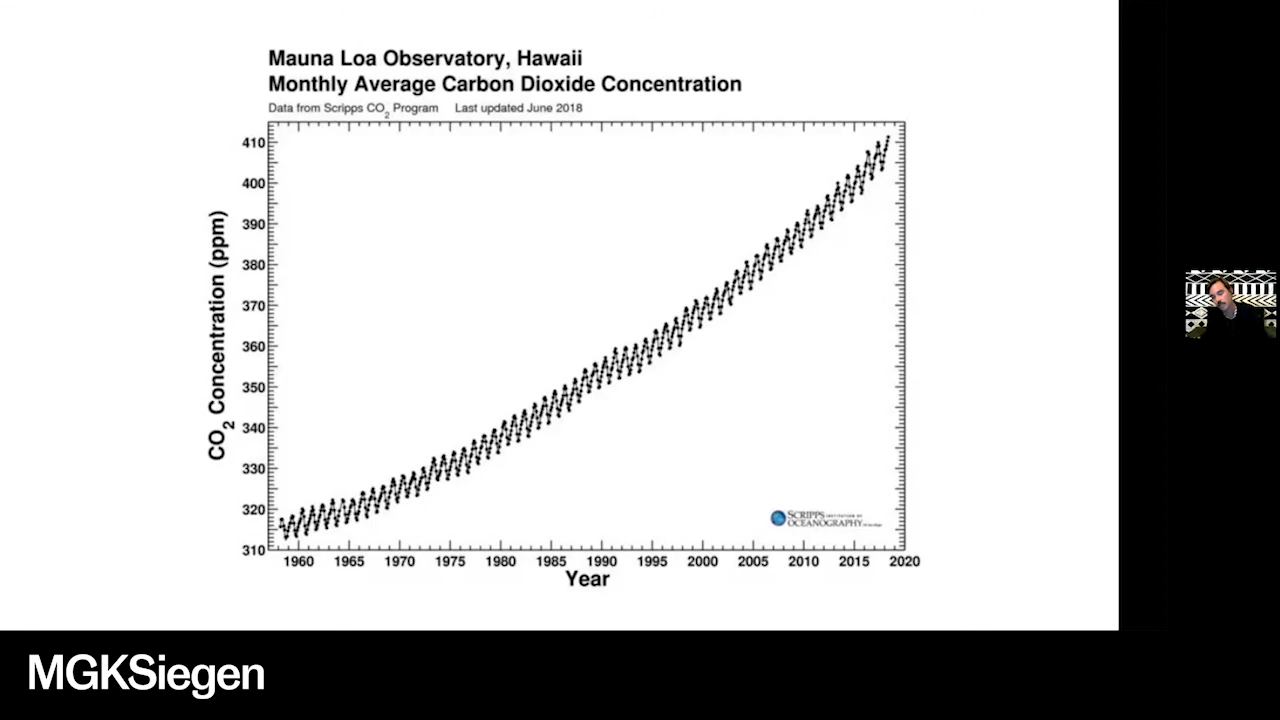 Mauna Loa Observatory, Hawaii
Monthly Average Carbon Dioxide Concentration
Data from Scripps CO2 Program Last updated June 2018
410
400
390
380
370
360
350
340
330
320
310
CO2 Concentration (ppm)
SCRIPPS INSTITUTION OF
OCEANOGRAPHY
1960 1965 1970 1975 1980 1985 1990 1995 2000 2005 2010 2015 2020
Year
MGKSiegen